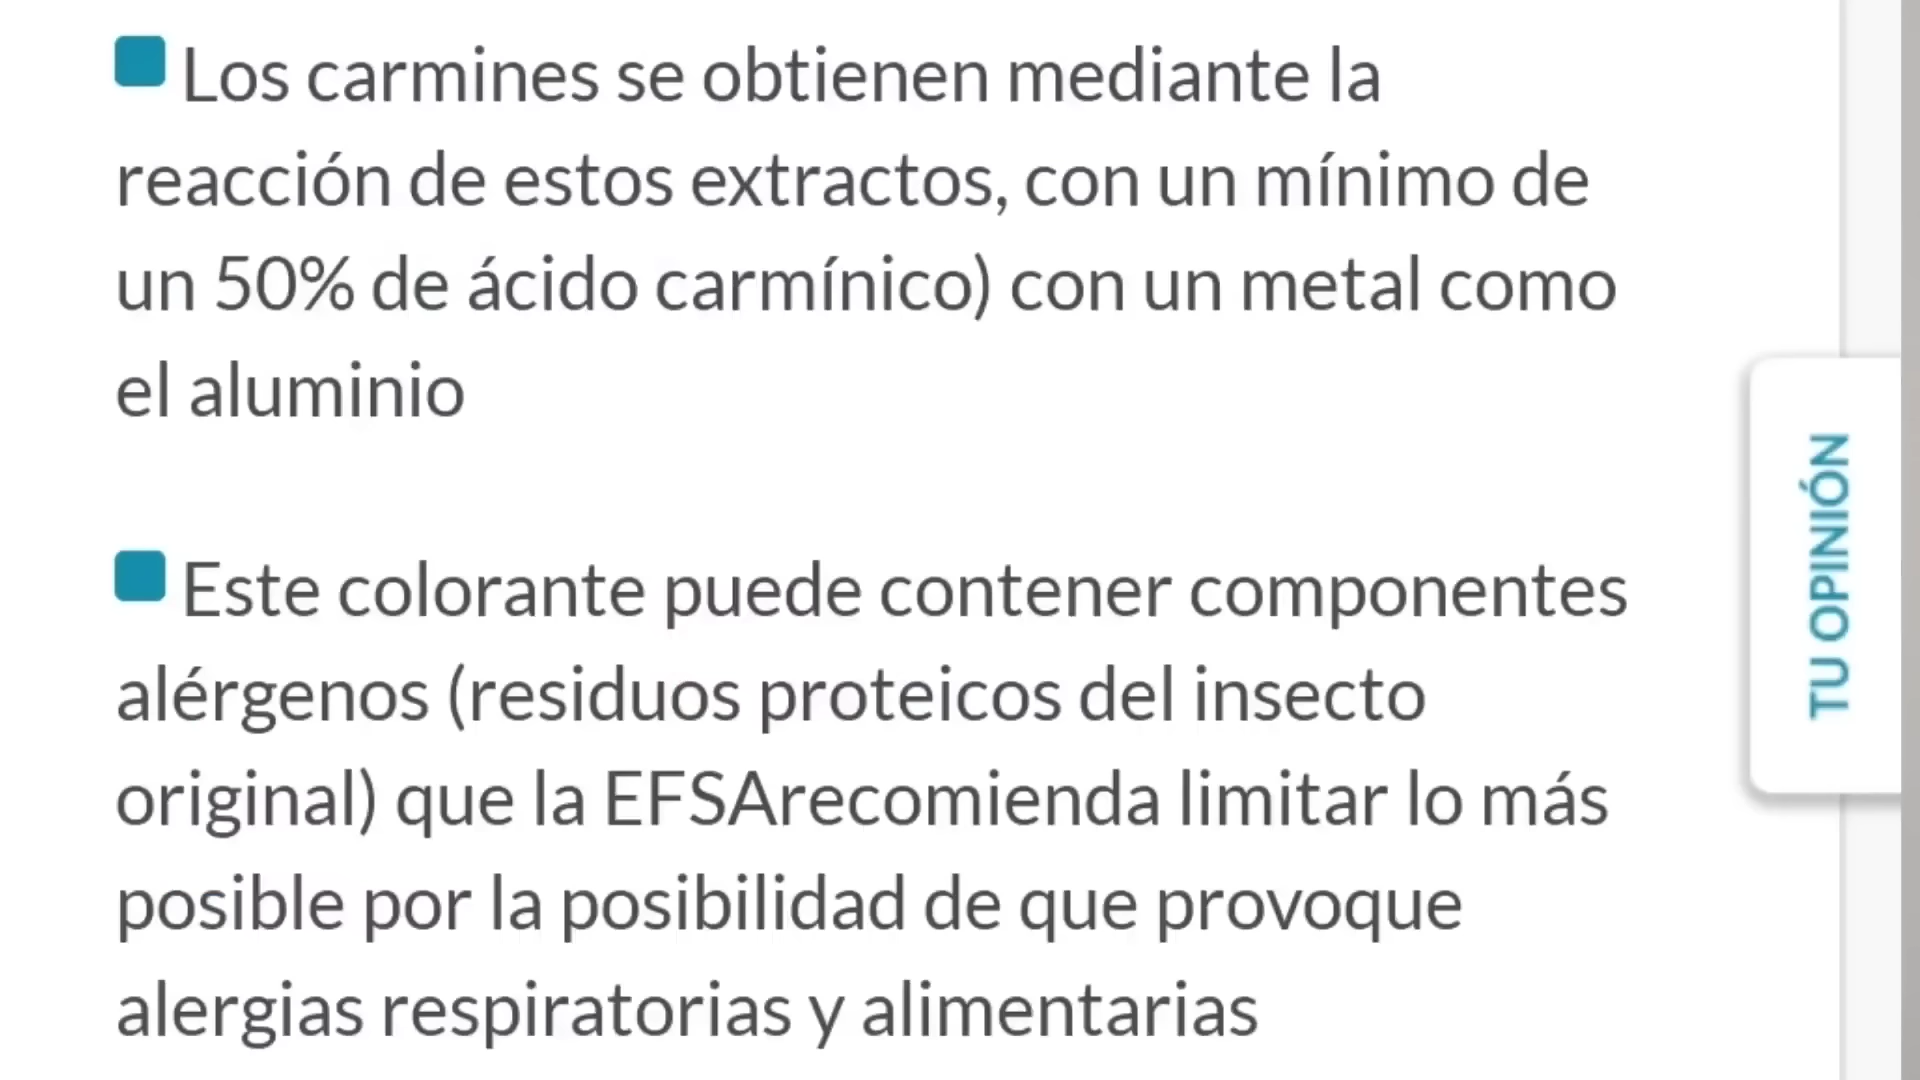 Los carmines se obtienen mediante la
reacción de estos extractos, con un mínimo de
un 50% de ácido carmínico) con un metal como
el aluminio
Este colorante puede contener componentes
alérgenos (residuos proteicos del insecto
original) que la EFSArecomienda limitar lo más
posible por la posibilidad de que provoque
alergias respiratorias y alimentarias
TU OPINIÓN